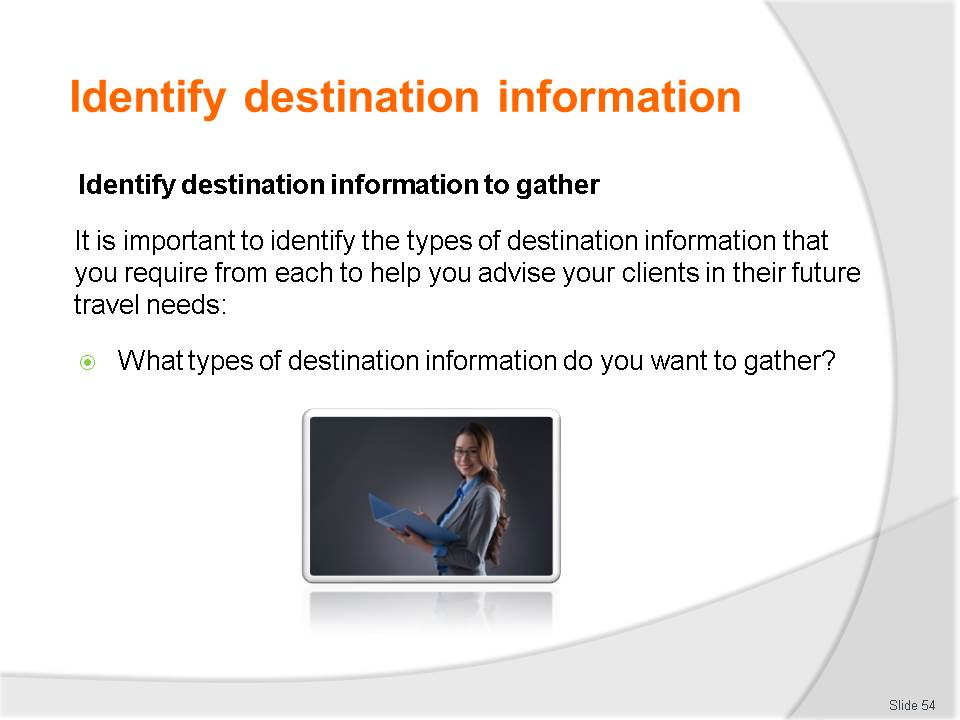 Identify destination information
Identify destination information to gather
It is important to identify the types of destination information that
you require from each to help you advise your clients in their future
travel needs:
What types of destination information do you want to gather?
Slide 54